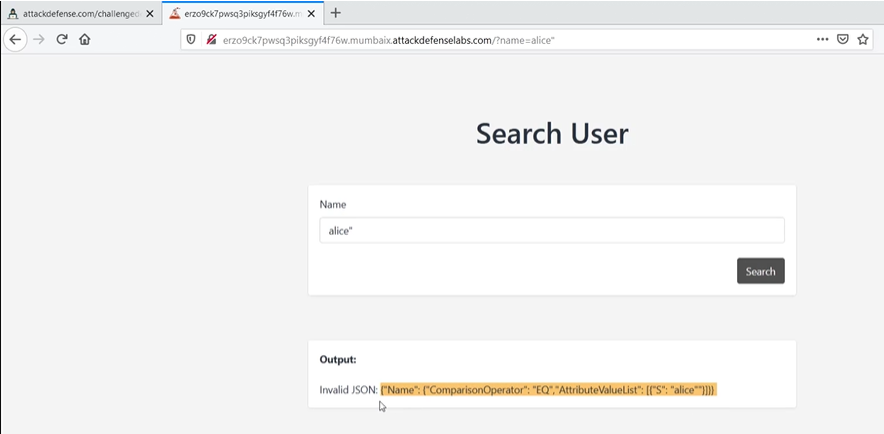 attackdefense.com/challenged
erzo9ck7pwsq3piksgyf4f76w.m
erzo9ck7pwsq3piksgyf4f76w.mumbaix.attackdefenselabs.com/?name=alice"
Search User
Name
alice"
Search
Output:
Invalid JSON: {"Name": {"ComparisonOperator": "EQ","AttributeValueList": [{"S": "alice""}]}}